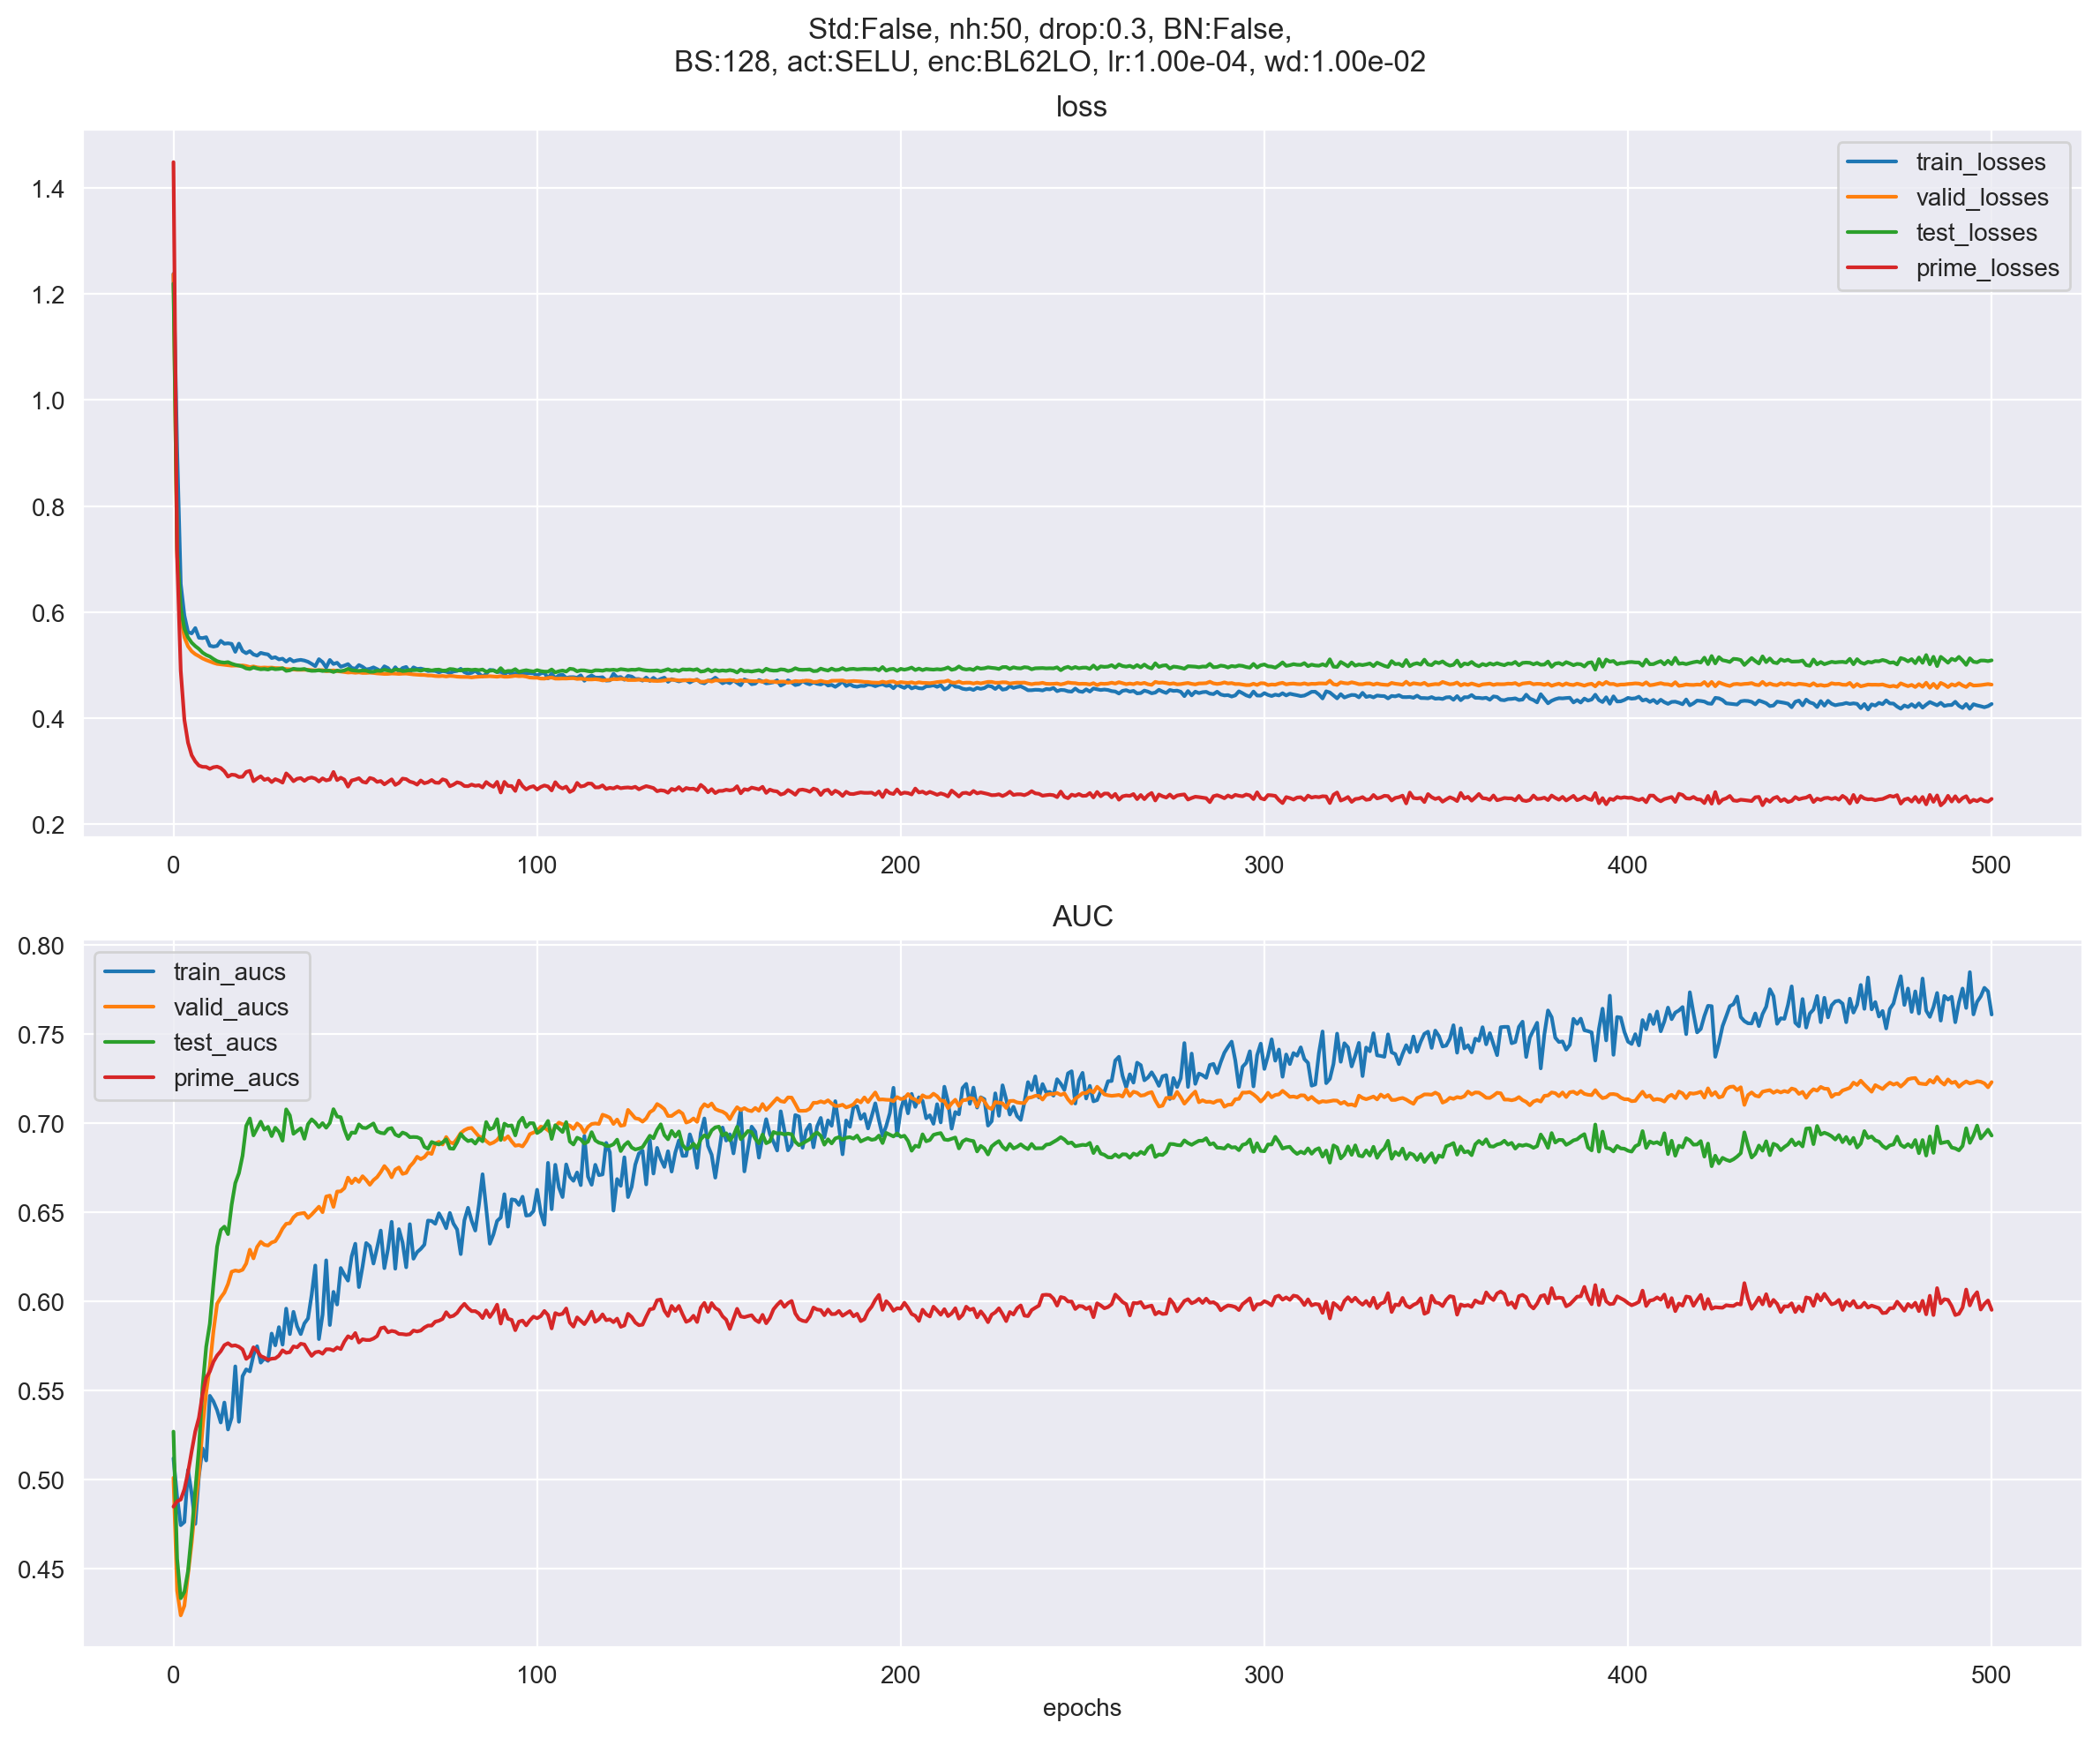 Std:False, nh:50, drop:0.3, BN:False,
BS:128, act:SELU, enc:BL62LO, lr:1.00e-04, wd:1.00e-02
loss
1.4
1.2
1.0
0.8
0.6
0.4
0.2
train_losses
valid_losses
test_losses
prime_losses
0 100 200 300 400 500
AUC
0.80
0.75
0.70
0.65
0.60
0.55
0.50
0.45
train_aucs
valid_aucs
test_aucs
prime_aucs
0 100 200 300 400 500
epochs